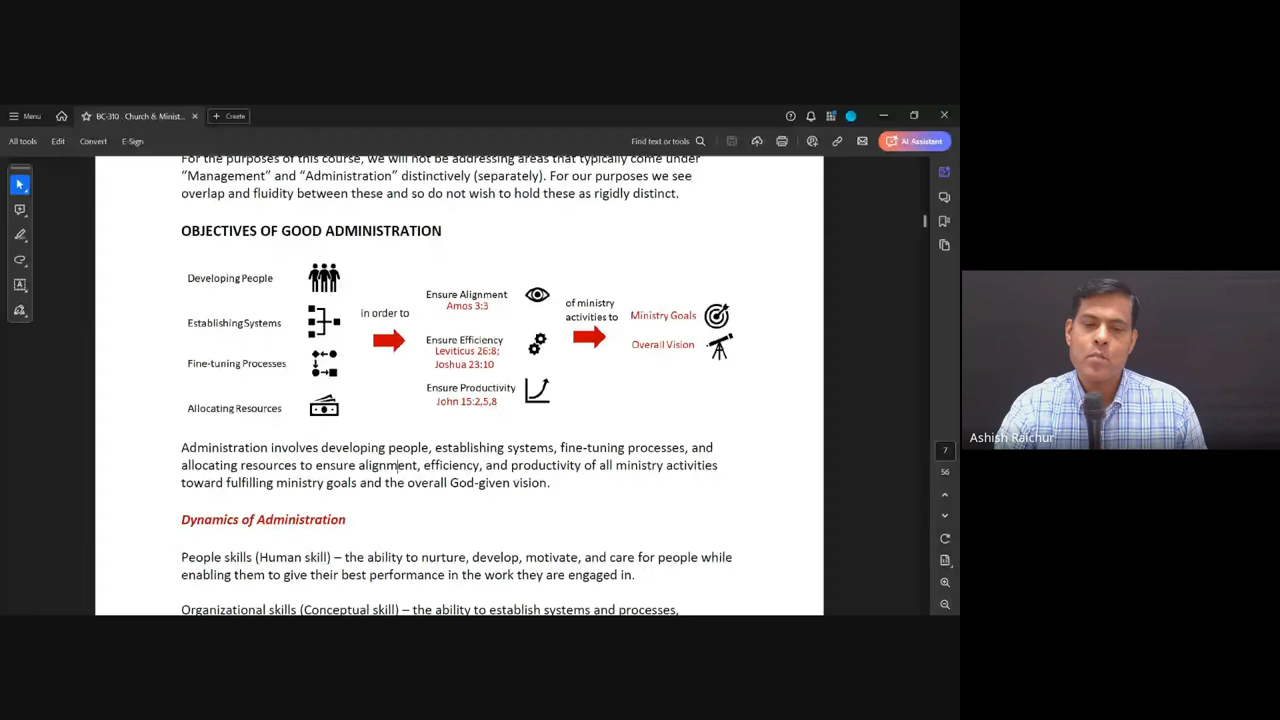 Menu
BC-310 Church & Minist...
Create
All tools
Edit
Convert
E-Sign
Find text or tools
AI Assistant
For the purposes of this course, we will not be addressing areas that typically come under
“Management” and “Administration” distinctively (separately). For our purposes we see
overlap and fluidity between these and so do not wish to hold these as rigidly distinct.
OBJECTIVES OF GOOD ADMINISTRATION
Developing People
Establishing Systems
Fine-tuning Processes
Allocating Resources
in order to
Ensure Alignment
Amos 3:3
Ensure Efficiency
Leviticus 26:8;
Joshua 23:10
Ensure Productivity
John 15:2,5,8
of ministry
activities to
Ministry Goals
Overall Vision
Administration involves developing people, establishing systems, fine-tuning processes, and
allocating resources to ensure alignment, efficiency, and productivity of all ministry activities
toward fulfilling ministry goals and the overall God-given vision.
Dynamics of Administration
People skills (Human skill) – the ability to nurture, develop, motivate, and care for people while
enabling them to give their best performance in the work they are engaged in.
Organizational skills (Conceptual skill) – the ability to establish systems and processes,
7
56
Ashish Raichur